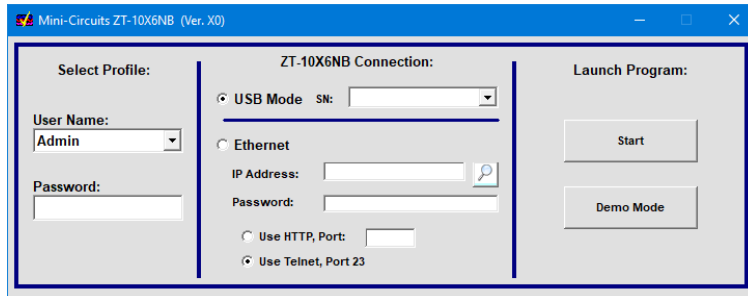 Mini-Circuits ZT-10X6NB (Ver. X0)
Select Profile:
User Name:
Admin
Password:
ZT-10X6NB Connection:
USB Mode SN:
Ethernet
IP Address:
Password:
Use HTTP, Port:
Use Telnet, Port 23
Launch Program:
Start
Demo Mode